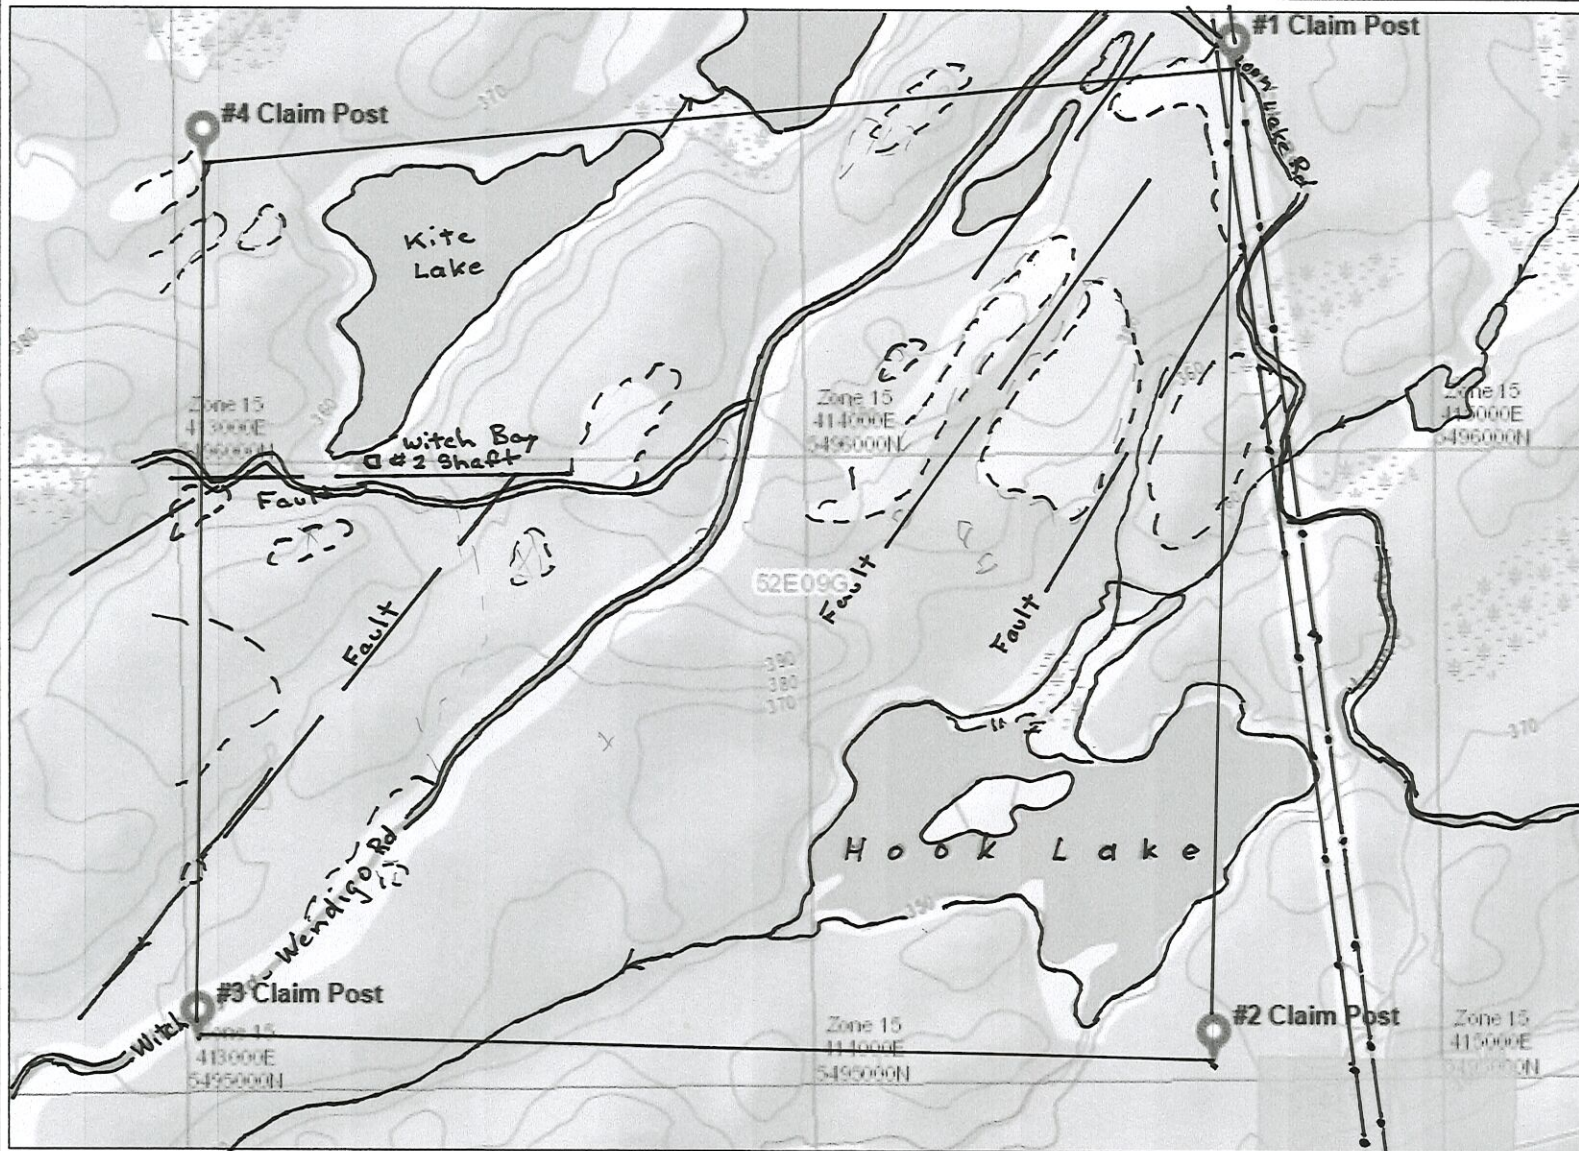 #1 Claim Post
Loon Lake Rd
#4 Claim Post
370
Kite
Lake
380
360
Zone 15
413000E
Zone 15
414000E
5496000N
360
Zone 15
415000E
5496000N
Witch Bay
#2 Shaft
Fault
52E09G
Fault
Fault
Fault
390
380
370
370
Hook Lake
350
Witch - Wendigo Rd
#3 Claim Post
#2 Claim Post
Zone 15
413000E
5495000N
Zone 15
414000E
5495000N
Zone 15
415000E
5495000N